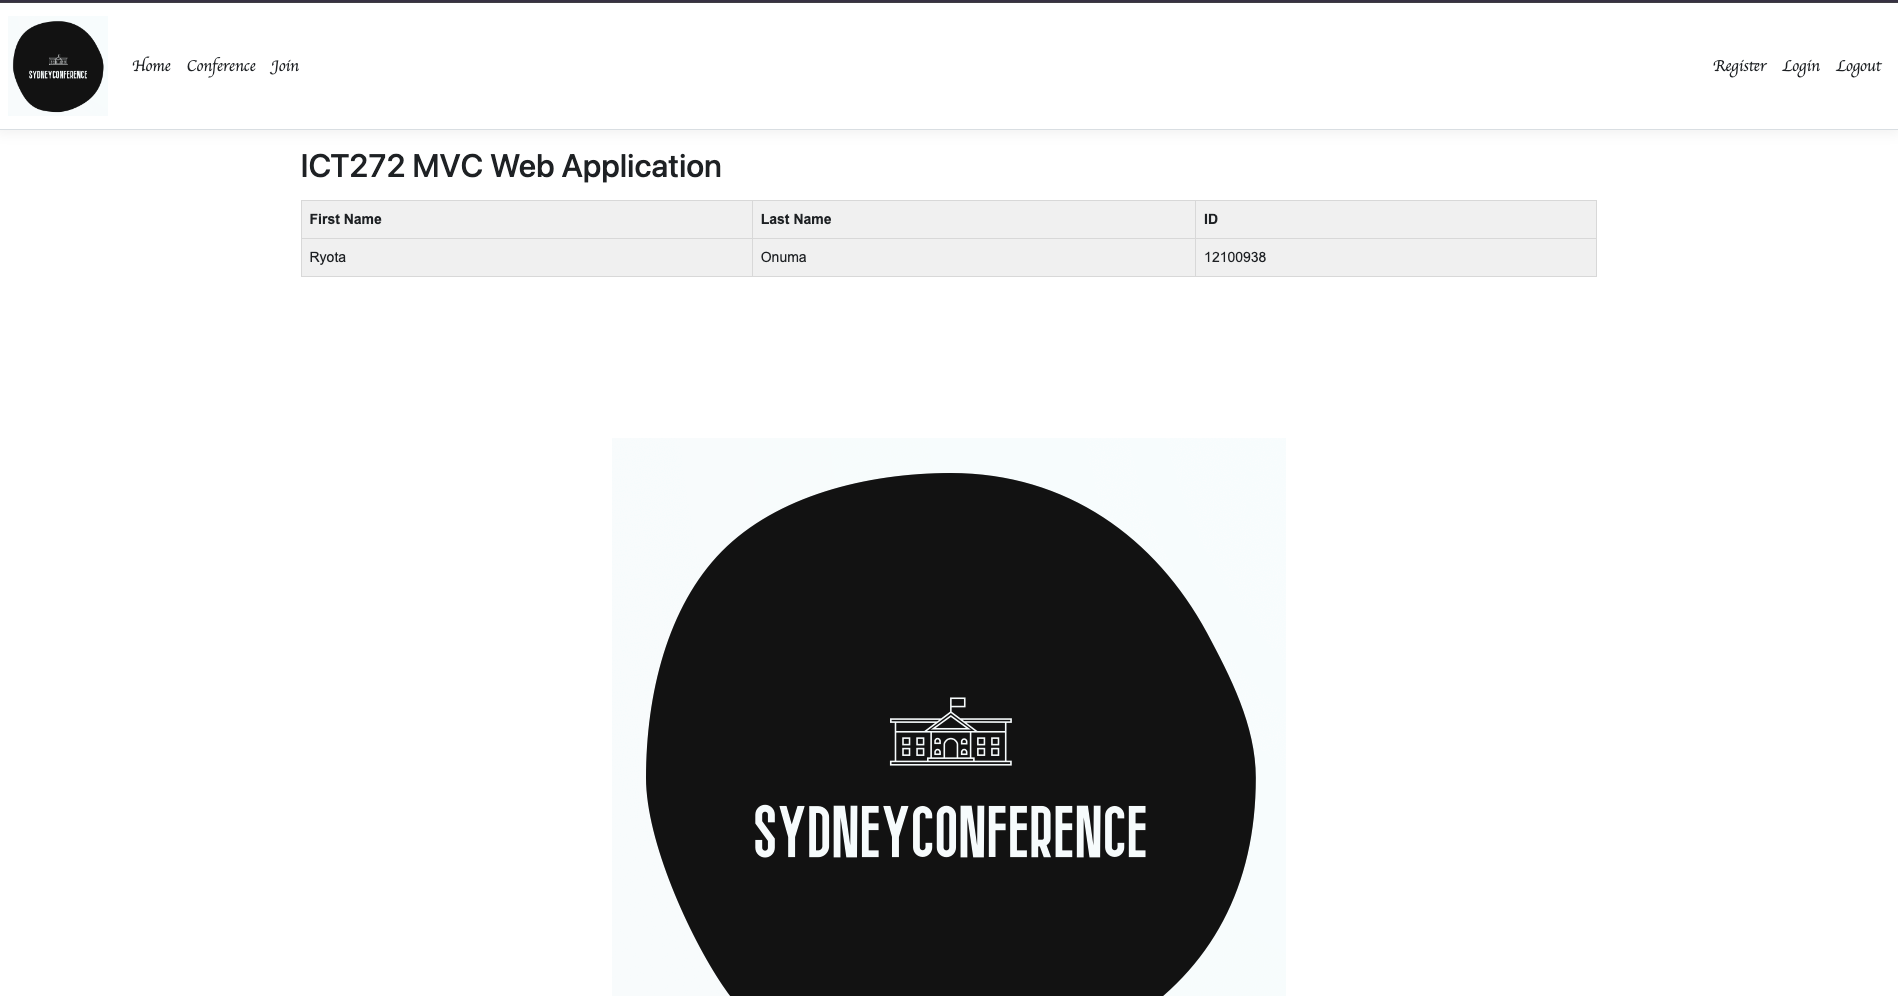 SYDNEYCONFERENCE
Home Conference Join Register Login Logout
ICT272 MVC Web Application
First Name Last Name ID
Ryota Onuma 12100938
SYDNEYCONFERENCE